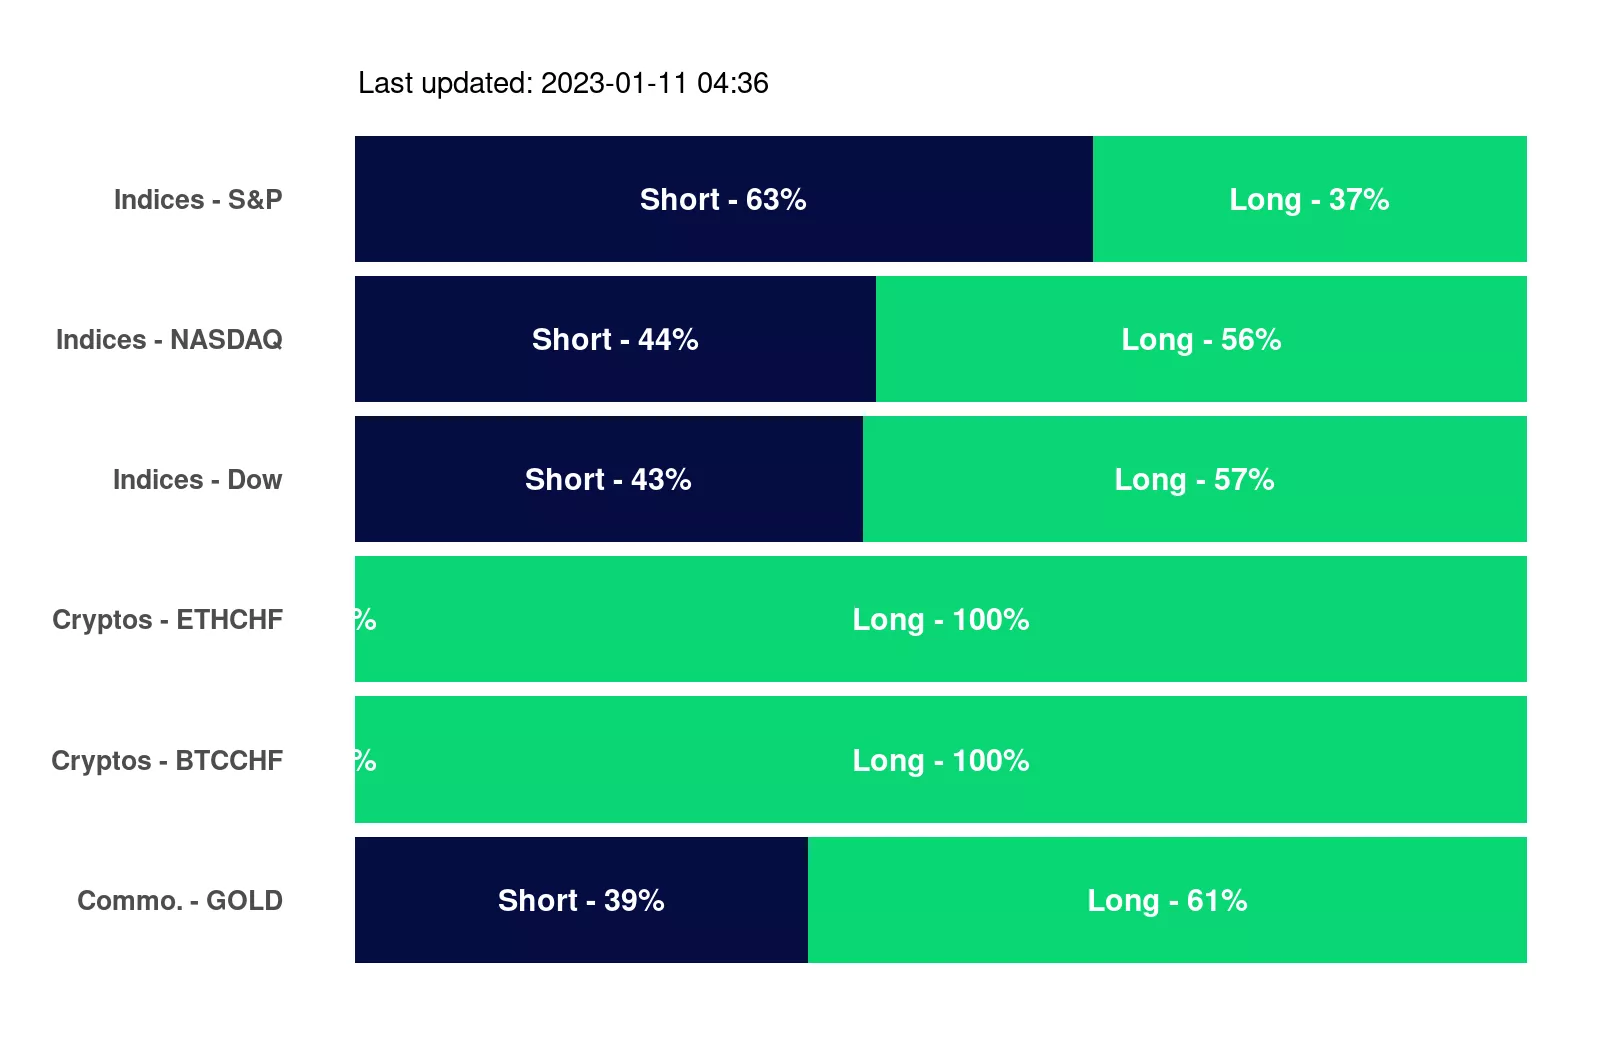 Last updated: 2023-01-11 04:36
Indices - S&P Short - 63% Long - 37%
Indices - NASDAQ Short - 44% Long - 56%
Indices - Dow Short - 43% Long - 57%
Cryptos - ETHCHF % Long - 100%
Cryptos - BTCCHF % Long - 100%
Commo. - GOLD Short - 39% Long - 61%